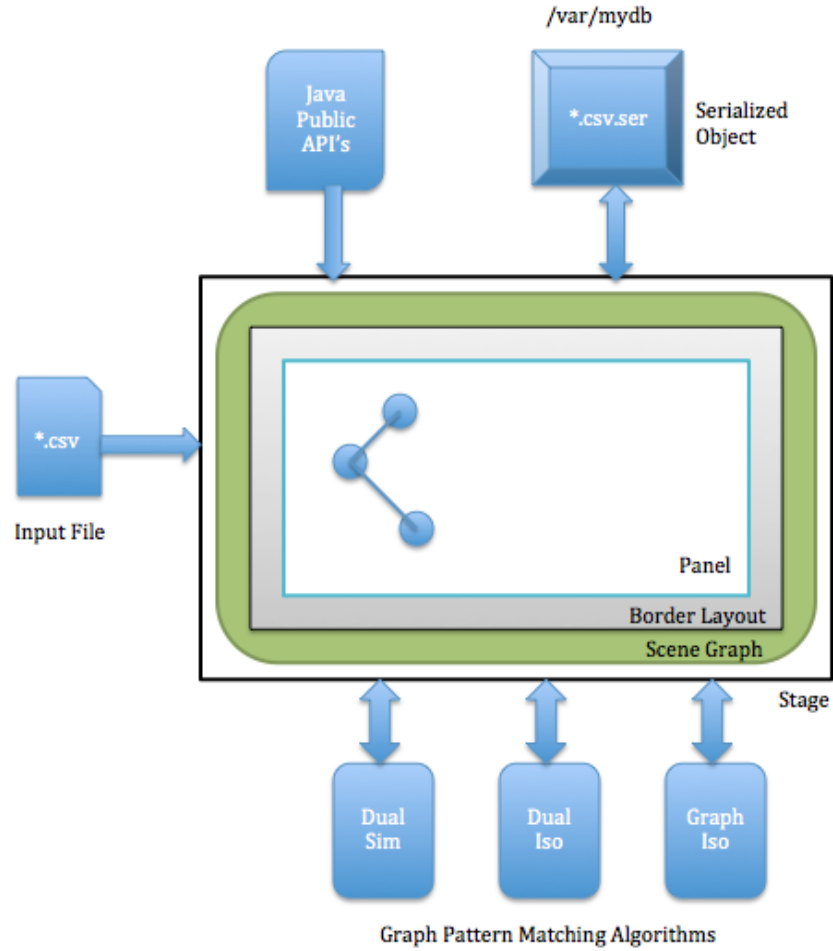 /var/mydb
Java
Public
API's
*.csv.ser
Serialized
Object
*.csv
Input File
Panel
Border Layout
Scene Graph
Stage
Dual
Sim
Dual
Iso
Graph
Iso
Graph Pattern Matching Algorithms